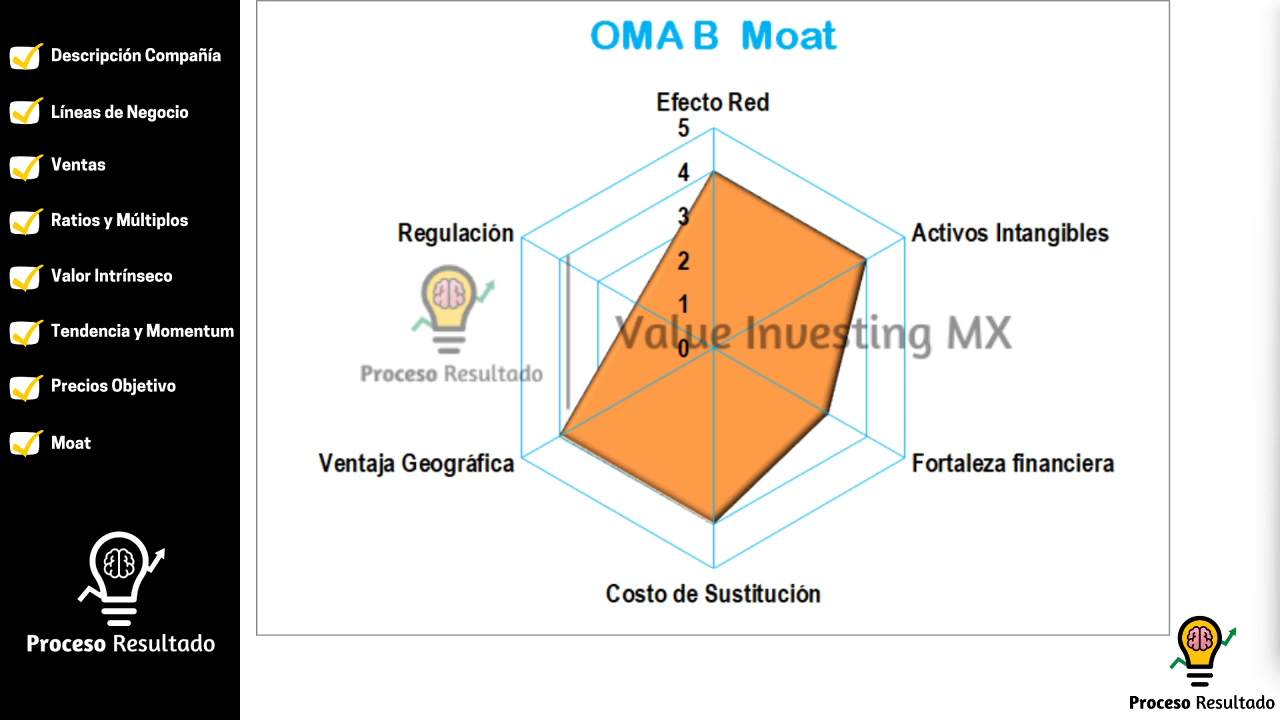 Descripción Compañía
Líneas de Negocio
Ventas
Ratios y Múltiplos
Valor Intrínseco
Tendencia y Momentum
Precios Objetivo
Moat
Proceso Resultado
OMA B Moat
Efecto Red
5
4
3
2
1
0
Regulación
Activos Intangibles
Value Investing MX
Proceso Resultado
Ventaja Geográfica
Fortaleza financiera
Costo de Sustitución
Proceso Resultado